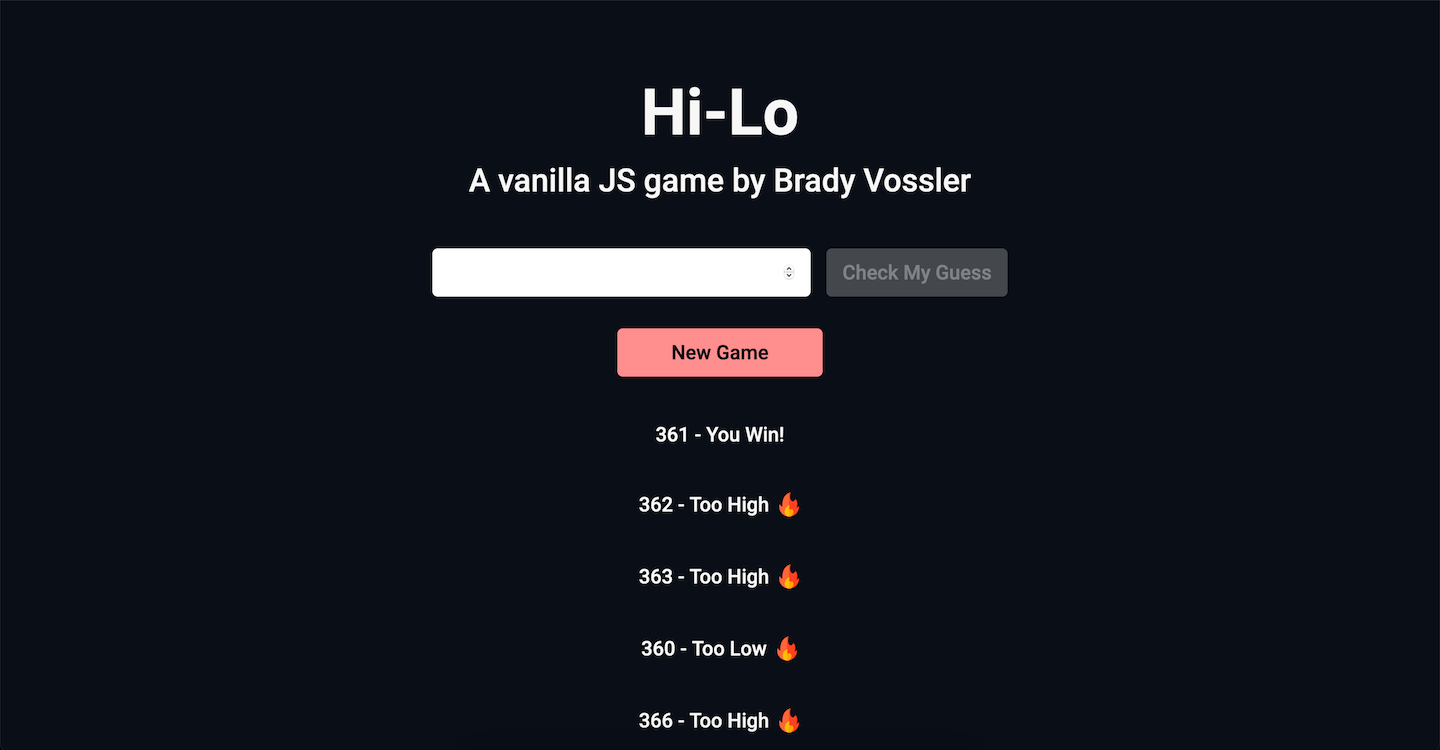 Hi-Lo
A vanilla JS game by Brady Vossler
Check My Guess
New Game
361 - You Win!
362 - Too High 🔥
363 - Too High 🔥
360 - Too Low 🔥
366 - Too High 🔥